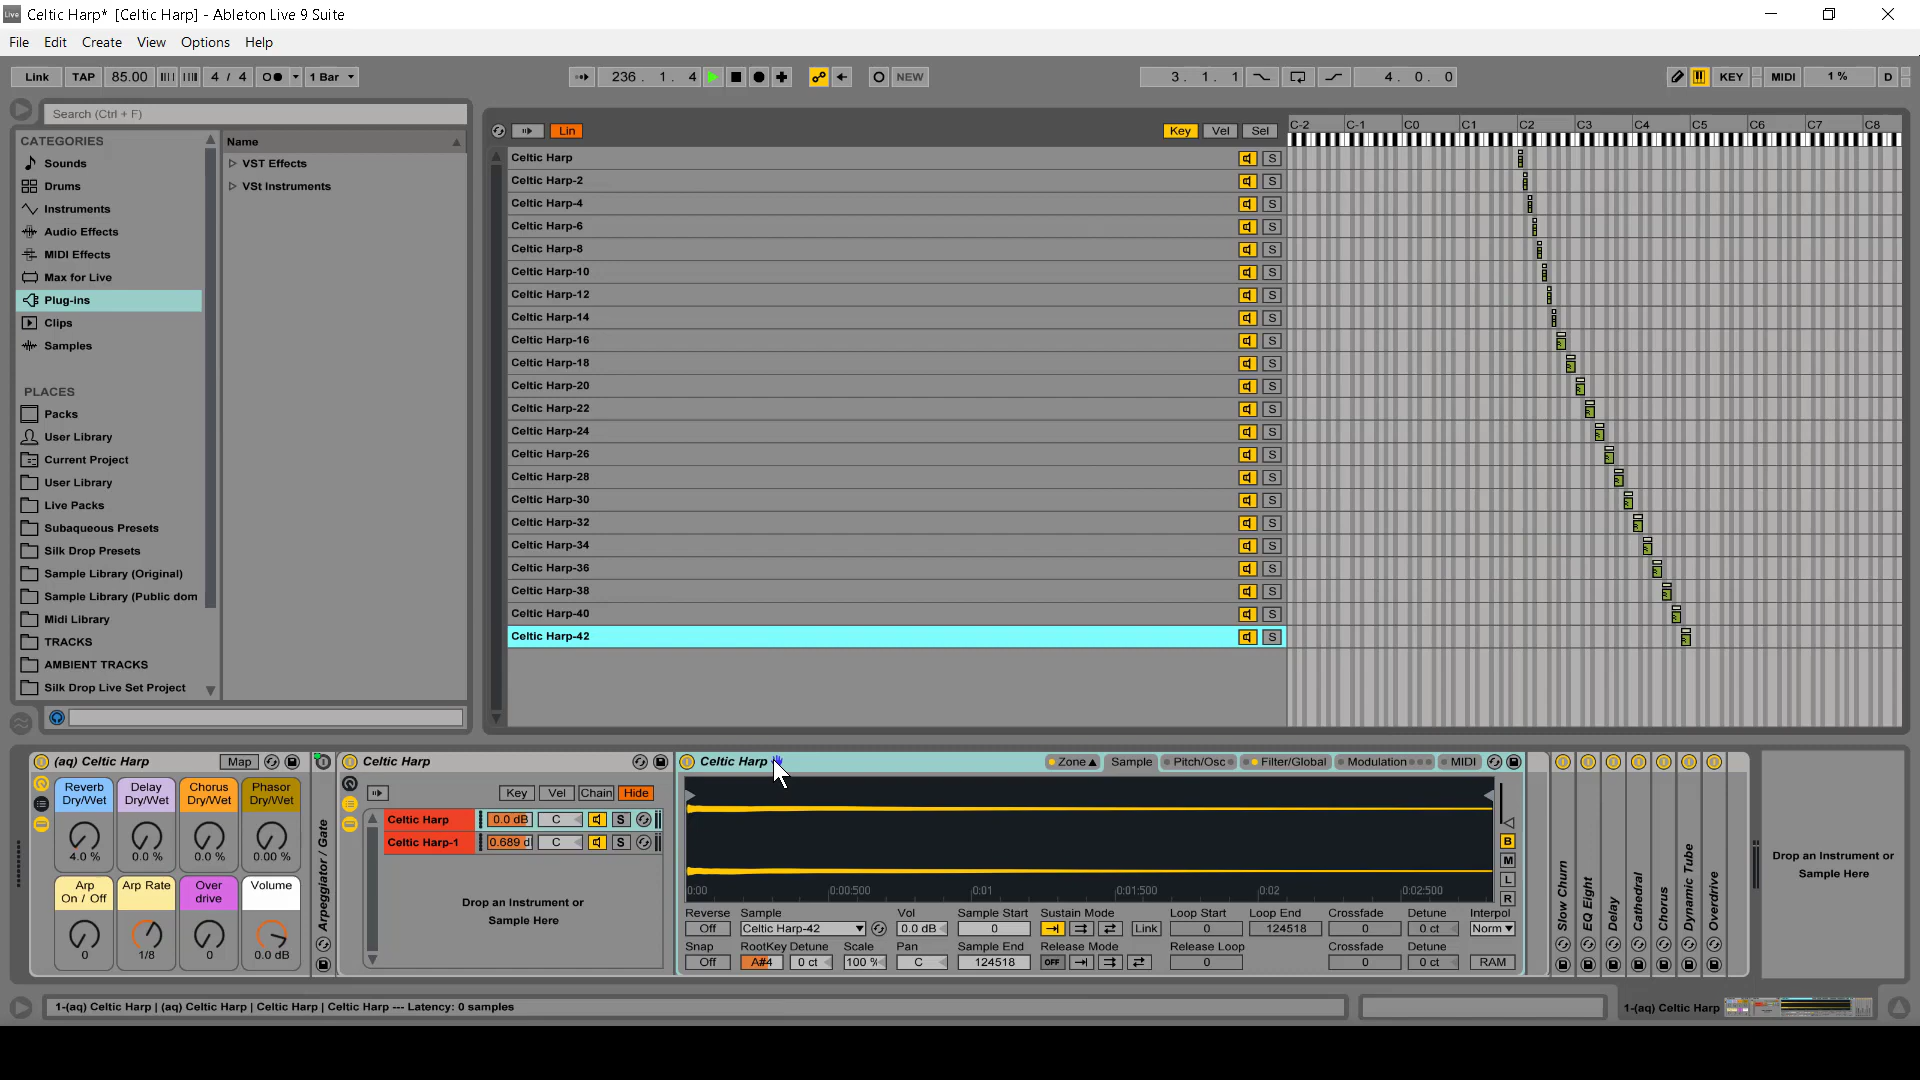 Live Celtic Harp* [Celtic Harp] - Ableton Live 9 Suite
File Edit Create View Options Help
Link TAP 85.00 4 / 4 1 Bar 236 . 1 . 4 NEW 3 . 1 . 1 4 . 0 . 0 KEY MIDI 1 % D
Search (Ctrl + F)
CATEGORIES
Sounds
Drums
Instruments
Audio Effects
MIDI Effects
Max for Live
Plug-ins
Clips
Samples
PLACES
Packs
User Library
Current Project
User Library
Live Packs
Subaqueous Presets
Silk Drop Presets
Sample Library (Original)
Sample Library (Public dom
Midi Library
TRACKS
AMBIENT TRACKS
Silk Drop Live Set Project
Name
VST Effects
VSt Instruments
Lin Key Vel Sel
C-2 C-1 C0 C1 C2 C3 C4 C5 C6 C7 C8
Celtic Harp S
Celtic Harp-2 S
Celtic Harp-4 S
Celtic Harp-6 S
Celtic Harp-8 S
Celtic Harp-10 S
Celtic Harp-12 S
Celtic Harp-14 S
Celtic Harp-16 S
Celtic Harp-18 S
Celtic Harp-20 S
Celtic Harp-22 S
Celtic Harp-24 S
Celtic Harp-26 S
Celtic Harp-28 S
Celtic Harp-30 S
Celtic Harp-32 S
Celtic Harp-34 S
Celtic Harp-36 S
Celtic Harp-38 S
Celtic Harp-40 S
Celtic Harp-42 S
(aq) Celtic Harp Map
Reverb Dry/Wet
Delay Dry/Wet
Chorus Dry/Wet
Phasor Dry/Wet
4.0 % 0.0 % 0.0 % 0.00 %
Arp On / Off
Arp Rate
Over drive
Volume
0 1/8 0 0.0 dB
Arpeggiator / Gate
Celtic Harp
Key Vel Chain Hide
Celtic Harp 0.0 dB C S
Celtic Harp-1 0.689 d C S
Drop an Instrument or
Sample Here
Celtic Harp
Zone Sample Pitch/Osc Filter/Global Modulation MIDI
0:00 0:00:500 0:01 0:01:500 0:02 0:02:500
B
M
L
R
Reverse Sample Vol Sample Start Sustain Mode Loop Start Loop End Crossfade Detune Interpol
Off Celtic Harp-42 0.0 dB 0 Link 0 124518 0 0 ct Norm
Snap RootKey Detune Scale Pan Sample End Release Mode Release Loop Crossfade Detune
Off A#4 0 ct 100 % C 124518 OFF 0 0 0 ct RAM
Slow Churn
EQ Eight
Delay
Cathedral
Chorus
Dynamic Tube
Overdrive
Drop an Instrument or
Sample Here
1-(aq) Celtic Harp | (aq) Celtic Harp | Celtic Harp | Celtic Harp --- Latency: 0 samples
1-(aq) Celtic Harp